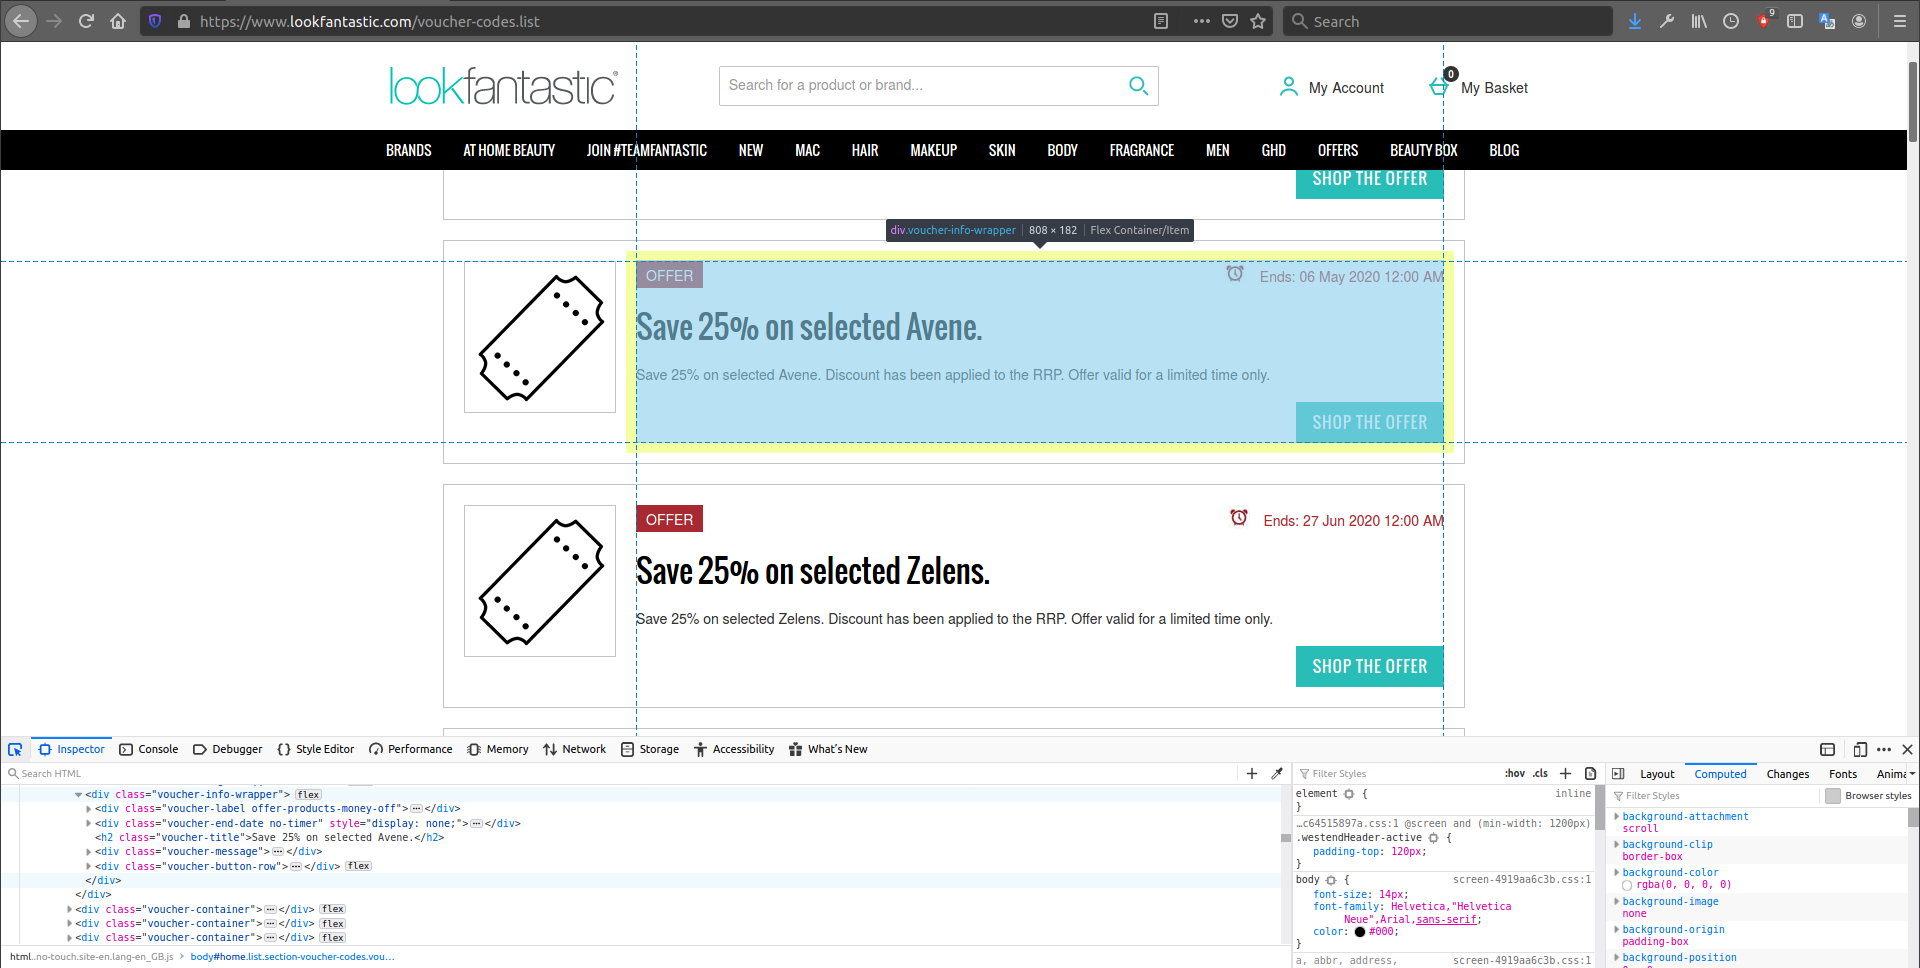 https://www.lookfantastic.com/voucher-codes.list
Search
9
lookfantastic®
Search for a product or brand...
My Account
0
My Basket
BRANDS AT HOME BEAUTY JOIN #TEAMFANTASTIC NEW MAC HAIR MAKEUP SKIN BODY FRAGRANCE MEN GHD OFFERS BEAUTY BOX BLOG
SHOP THE OFFER
div.voucher-info-wrapper 808 × 182 Flex Container/Item
OFFER
Ends: 06 May 2020 12:00 AM
Save 25% on selected Avene.
Save 25% on selected Avene. Discount has been applied to the RRP. Offer valid for a limited time only.
SHOP THE OFFER
OFFER
Ends: 27 Jun 2020 12:00 AM
Save 25% on selected Zelens.
Save 25% on selected Zelens. Discount has been applied to the RRP. Offer valid for a limited time only.
SHOP THE OFFER
Inspector Console Debugger Style Editor Performance Memory Network Storage Accessibility What's New
Search HTML
<div class="voucher-info-wrapper"> flex
<div class="voucher-label offer-products-money-off">⋯</div>
<div class="voucher-end-date no-timer" style="display: none;">⋯</div>
<h2 class="voucher-title">Save 25% on selected Avene.</h2>
<div class="voucher-message">⋯</div>
<div class="voucher-button-row">⋯</div> flex
</div>
</div>
<div class="voucher-container">⋯</div> flex
<div class="voucher-container">⋯</div> flex
<div class="voucher-container">⋯</div> flex
html..no-touch.site-en.lang-en_GB.js > body#home.list.section-voucher-codes.vou…
Filter Styles :hov .cls
element { inline
}
…c64515897a.css:1 @screen and (min-width: 1200px)
.westendHeader-active {
padding-top: 120px;
}
body { screen-4919aa6c3b.css:1
font-size: 14px;
font-family: Helvetica,"Helvetica
Neue",Arial,sans-serif;
color: #000;
}
a, abbr, address, screen-4919aa6c3b.css:1
Layout Computed Changes Fonts Anima
Filter Styles Browser styles
background-attachment
scroll
background-clip
border-box
background-color
rgba(0, 0, 0, 0)
background-image
none
background-origin
padding-box
background-position